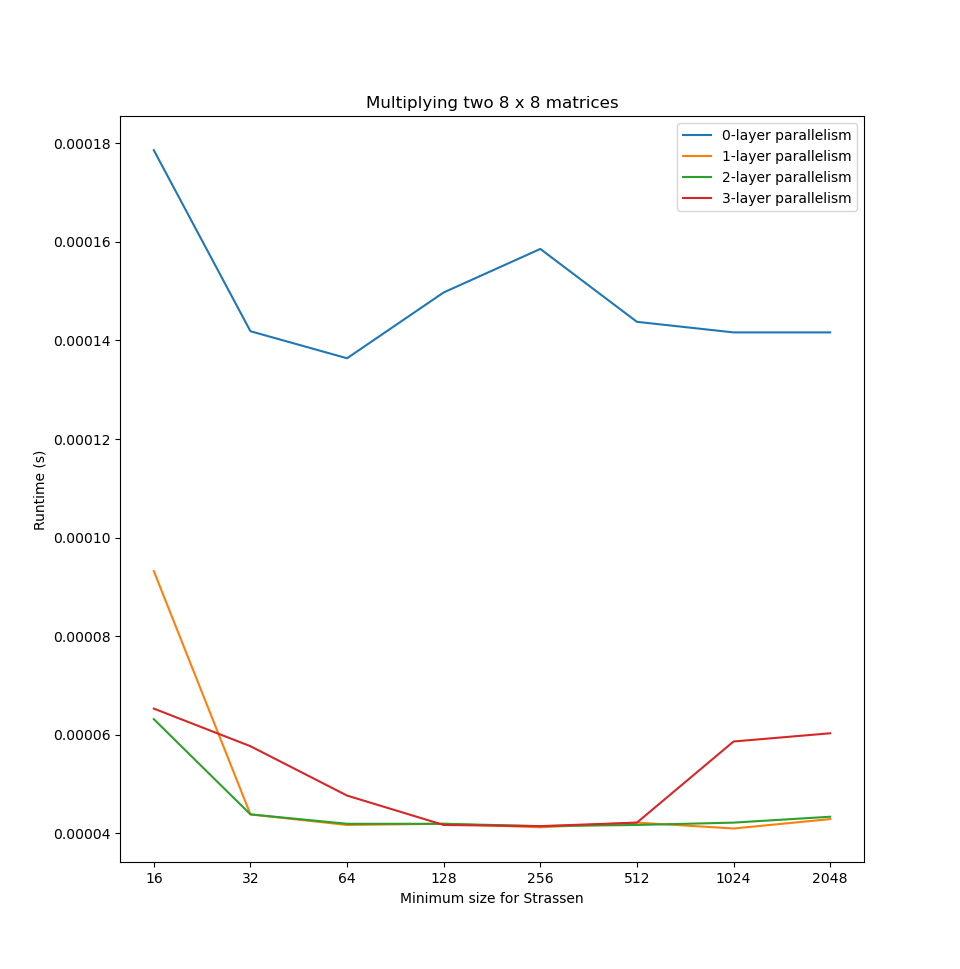 Multiplying two 8 x 8 matrices
0-layer parallelism
1-layer parallelism
2-layer parallelism
3-layer parallelism
0.00018
0.00016
0.00014
0.00012
0.00010
0.00008
0.00006
0.00004
Runtime (s)
16 32 64 128 256 512 1024 2048
Minimum size for Strassen